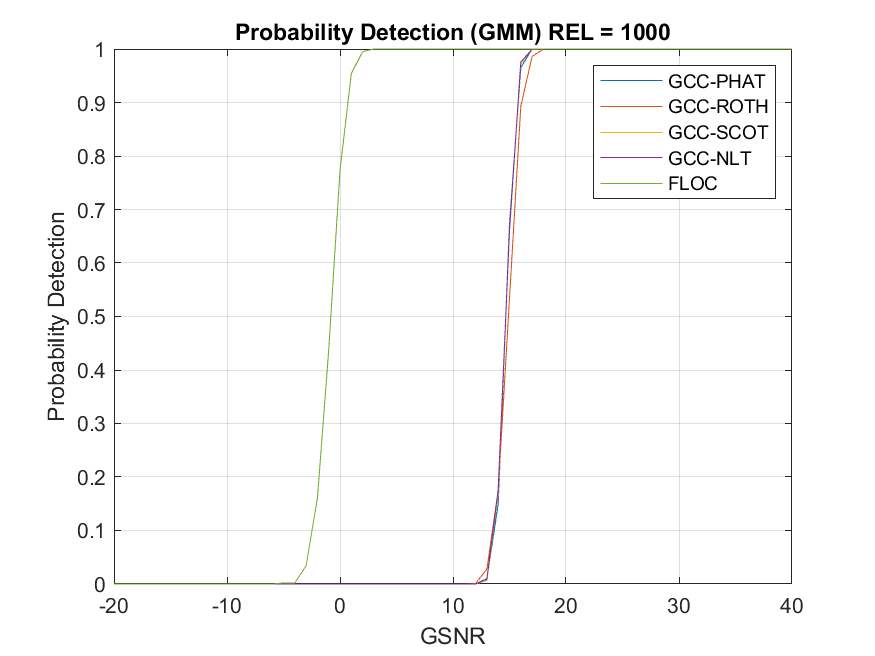 Probability Detection (GMM) REL = 1000
1
0.9
0.8
0.7
0.6
0.5
0.4
0.3
0.2
0.1
0
Probability Detection
-20
-10
0
10
20
30
40
GSNR
GCC-PHAT
GCC-ROTH
GCC-SCOT
GCC-NLT
FLOC